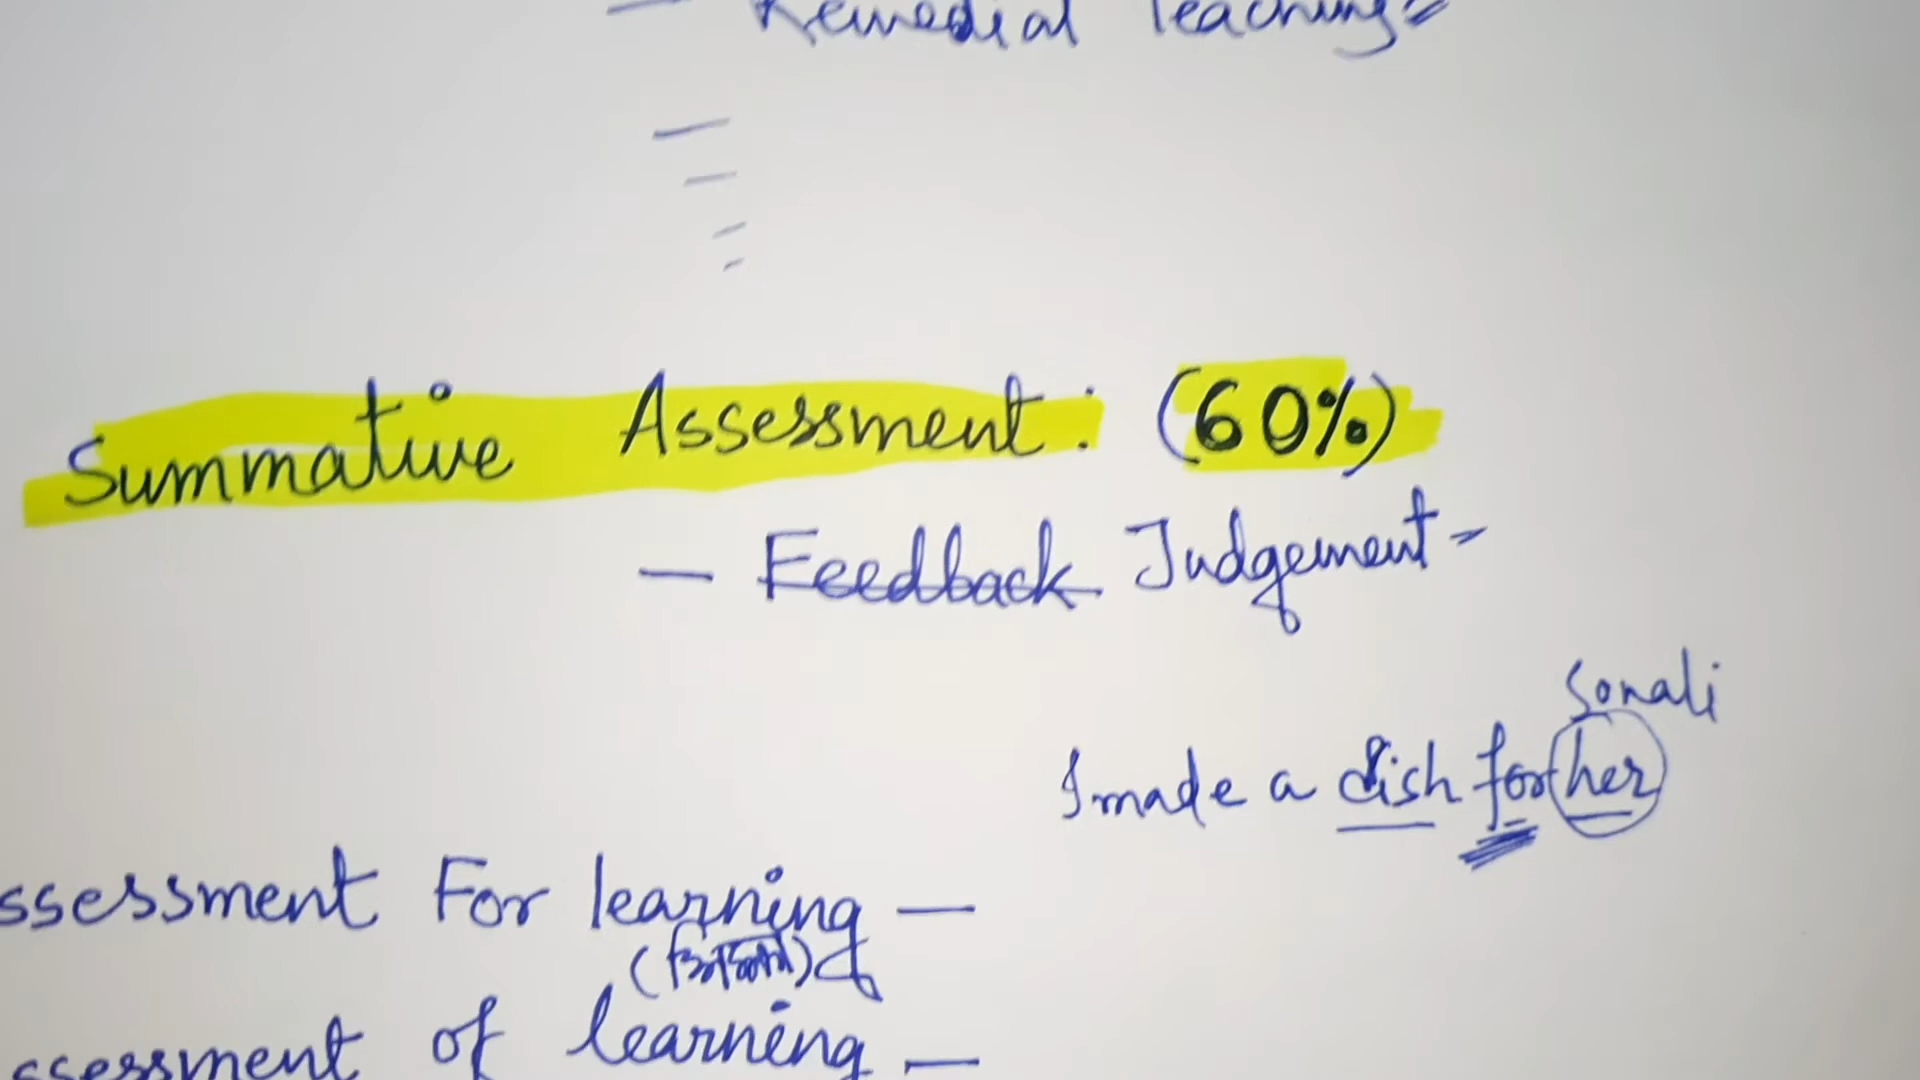 - Remedial Teaching
Summative Assessment: (60%)
- Feedback Judgement -
Sonali
I made a dish for her
ssessment For learning -
ssessment of learning -